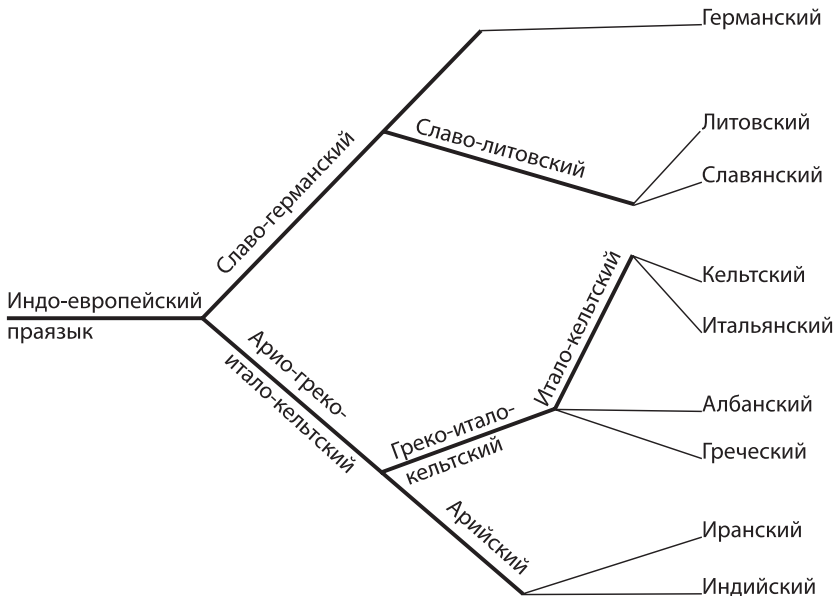 Германский
Славо-германский
Славо-литовский
Литовский
Славянский
Индо-европейский
праязык
Арио-греко-
итало-кельтский
Греко-итало-
кельтский
Итало-кельтский
Кельтский
Итальянский
Албанский
Греческий
Арийский
Иранский
Индийский